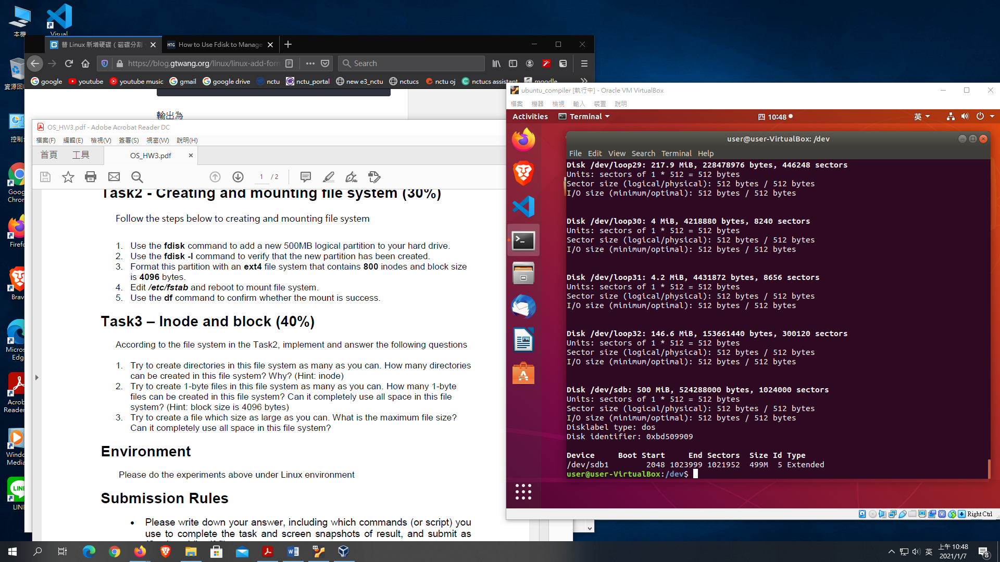 本機
Visual
資源回
控制
Goog
Chron
Firefo
Brav
Micros
Edg
Acrob
Reader
Windo
Media
LINE
替 Linux 新增硬碟（磁碟分割
How to Use Fdisk to Manage
https://blog.gtwang.org/linux/linux-add-form
Search
google
youtube
youtube music
gmail
google drive
nctu
nctu_portal
new e3_nctu
nctucs
nctu oj
nctucs assistant
moodle
輸出為
OS_HW3.pdf - Adobe Acrobat Reader DC
檔案(F) 編輯(E) 檢視(V) 簽署(S) 視窗(W) 說明(H)
首頁 工具 OS_HW3.pdf
1 / 2
Task2 - Creating and mounting file system (30%)
Follow the steps below to creating and mounting file system
1. Use the fdisk command to add a new 500MB logical partition to your hard drive.
2. Use the fdisk -l command to verify that the new partition has been created.
3. Format this partition with an ext4 file system that contains 800 inodes and block size
is 4096 bytes.
4. Edit /etc/fstab and reboot to mount file system.
5. Use the df command to confirm whether the mount is success.
Task3 – Inode and block (40%)
According to the file system in the Task2, implement and answer the following questions
1. Try to create directories in this file system as many as you can. How many directories
can be created in this file system? Why? (Hint: inode)
2. Try to create 1-byte files in this file system as many as you can. How many 1-byte
files can be created in this file system? Can it completely use all space in this file
system? (Hint: block size is 4096 bytes)
3. Try to create a file which size as large as you can. What is the maximum file size?
Can it completely use all space in this file system?
Environment
Please do the experiments above under Linux environment
Submission Rules
• Please write down your answer, including which commands (or script) you
use to complete the task and screen snapshots of result, and submit as
ubuntu_compiler [執行中] - Oracle VM VirtualBox
檔案 機器 檢視 輸入 裝置 說明
Activities Terminal 四 10:48 英
user@user-VirtualBox: /dev
File Edit View Search Terminal Help
Disk /dev/loop29: 217.9 MiB, 228478976 bytes, 446248 sectors
Units: sectors of 1 * 512 = 512 bytes
Sector size (logical/physical): 512 bytes / 512 bytes
I/O size (minimum/optimal): 512 bytes / 512 bytes
Disk /dev/loop30: 4 MiB, 4218880 bytes, 8240 sectors
Units: sectors of 1 * 512 = 512 bytes
Sector size (logical/physical): 512 bytes / 512 bytes
I/O size (minimum/optimal): 512 bytes / 512 bytes
Disk /dev/loop31: 4.2 MiB, 4431872 bytes, 8656 sectors
Units: sectors of 1 * 512 = 512 bytes
Sector size (logical/physical): 512 bytes / 512 bytes
I/O size (minimum/optimal): 512 bytes / 512 bytes
Disk /dev/loop32: 146.6 MiB, 153661440 bytes, 300120 sectors
Units: sectors of 1 * 512 = 512 bytes
Sector size (logical/physical): 512 bytes / 512 bytes
I/O size (minimum/optimal): 512 bytes / 512 bytes
Disk /dev/sdb: 500 MiB, 524288000 bytes, 1024000 sectors
Units: sectors of 1 * 512 = 512 bytes
Sector size (logical/physical): 512 bytes / 512 bytes
I/O size (minimum/optimal): 512 bytes / 512 bytes
Disklabel type: dos
Disk identifier: 0xbd509909
Device Boot Start End Sectors Size Id Type
/dev/sdb1 2048 1023999 1021952 499M 5 Extended
user@user-VirtualBox:/dev$
Right Ctrl
英
上午 10:48
2021/1/7
8